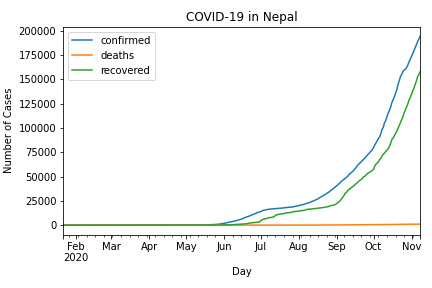 COVID-19 in Nepal
confirmed
deaths
recovered
Number of Cases
200000
175000
150000
125000
100000
75000
50000
25000
0
Feb Mar Apr May Jun Jul Aug Sep Oct Nov
2020
Day